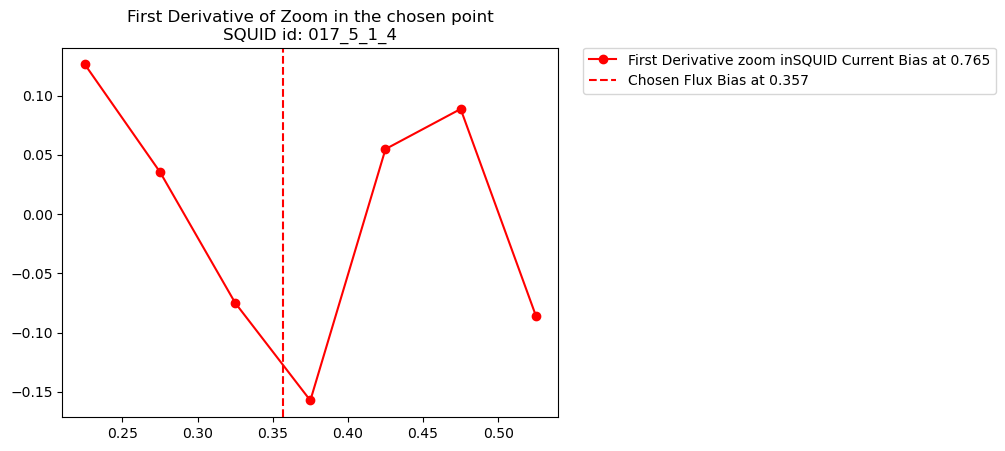 First Derivative of Zoom in the chosen point
SQUID id: 017_5_1_4
First Derivative zoom inSQUID Current Bias at 0.765
Chosen Flux Bias at 0.357
0.10
0.05
0.00
−0.05
−0.10
−0.15
0.25 0.30 0.35 0.40 0.45 0.50